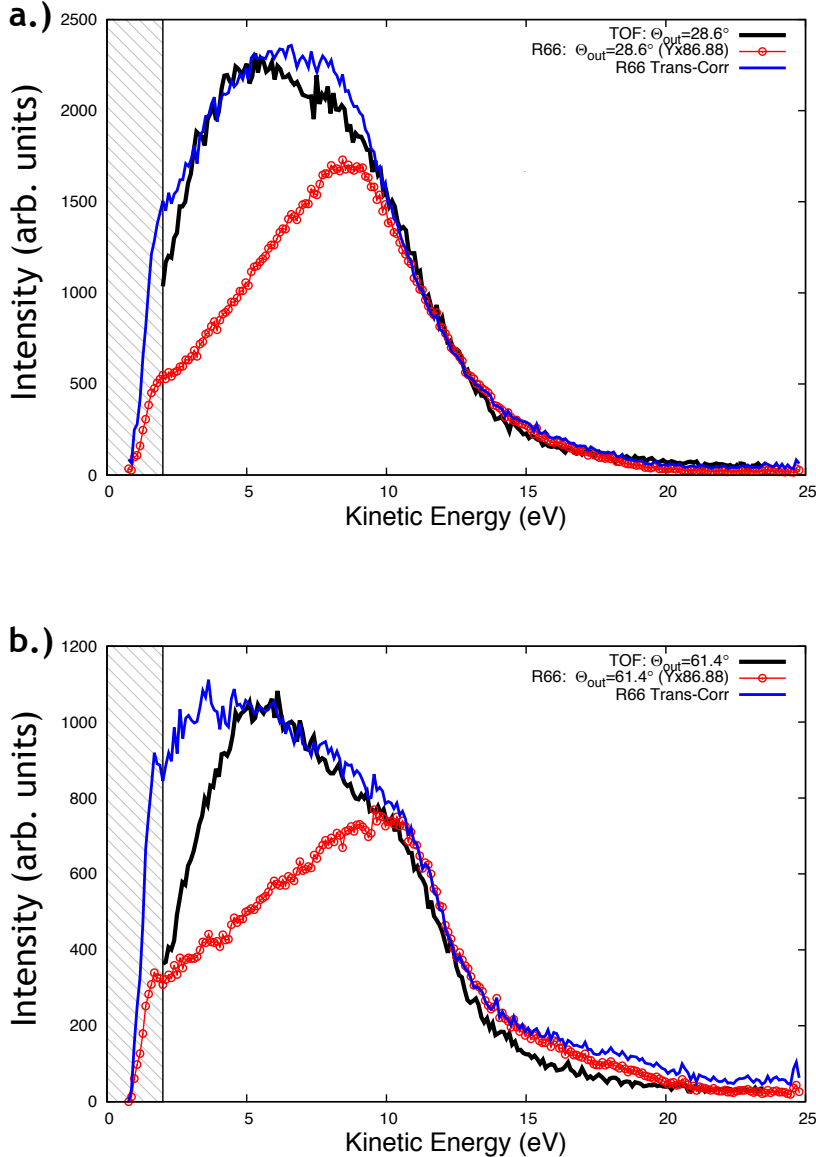 a.)
TOF: Θout=28.6°
R66: Θout=28.6° (Yx86.88)
R66 Trans-Corr
2500
2000
1500
1000
500
0
Intensity (arb. units)
0 5 10 15 20 25
Kinetic Energy (eV)
b.)
TOF: Θout=61.4°
R66: Θout=61.4° (Yx86.88)
R66 Trans-Corr
1200
1000
800
600
400
200
0
Intensity (arb. units)
0 5 10 15 20 25
Kinetic Energy (eV)